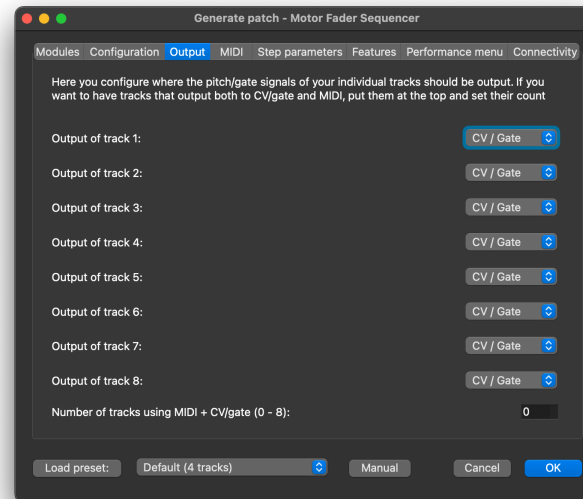 Generate patch - Motor Fader Sequencer
Modules Configuration Output MIDI Step parameters Features Performance menu Connectivity
Here you configure where the pitch/gate signals of your individual tracks should be output. If you
want to have tracks that output both to CV/gate and MIDI, put them at the top and set their count
Output of track 1: CV / Gate
Output of track 2: CV / Gate
Output of track 3: CV / Gate
Output of track 4: CV / Gate
Output of track 5: CV / Gate
Output of track 6: CV / Gate
Output of track 7: CV / Gate
Output of track 8: CV / Gate
Number of tracks using MIDI + CV/gate (0 - 8): 0
Load preset: Default (4 tracks) Manual Cancel OK